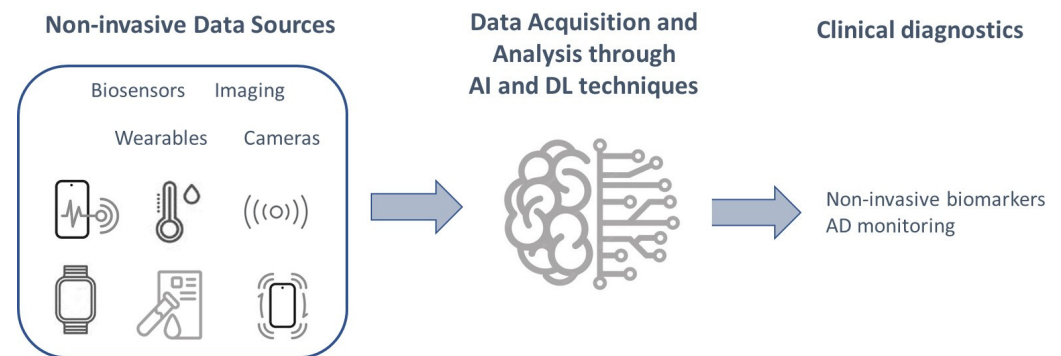 Non-invasive Data Sources
Biosensors Imaging
Wearables Cameras
Data Acquisition and
Analysis through
AI and DL techniques
Clinical diagnostics
Non-invasive biomarkers
AD monitoring